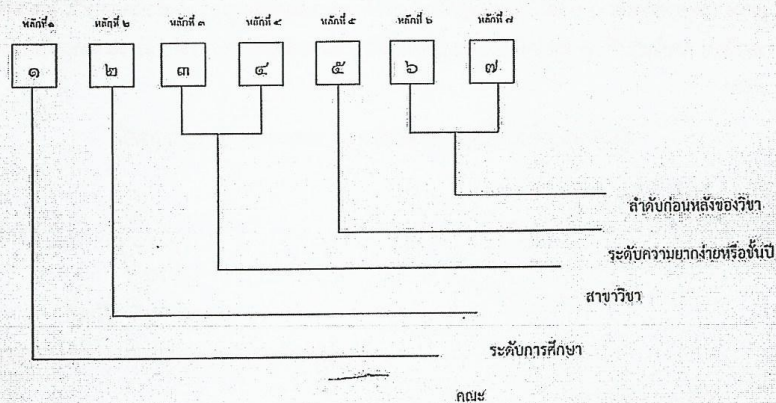 หลักที่๑ หลักที่ ๒ หลักที่ ๓ หลักที่ ๔ หลักที่ ๕ หลักที่ ๖ หลักที่ ๗
๑ ๒ ๓ ๔ ๕ ๖ ๗
ลำดับก่อนหลังของวิชา
ระดับความยากง่ายหรือชั้นปี
สาขาวิชา
ระดับการศึกษา
คณะ